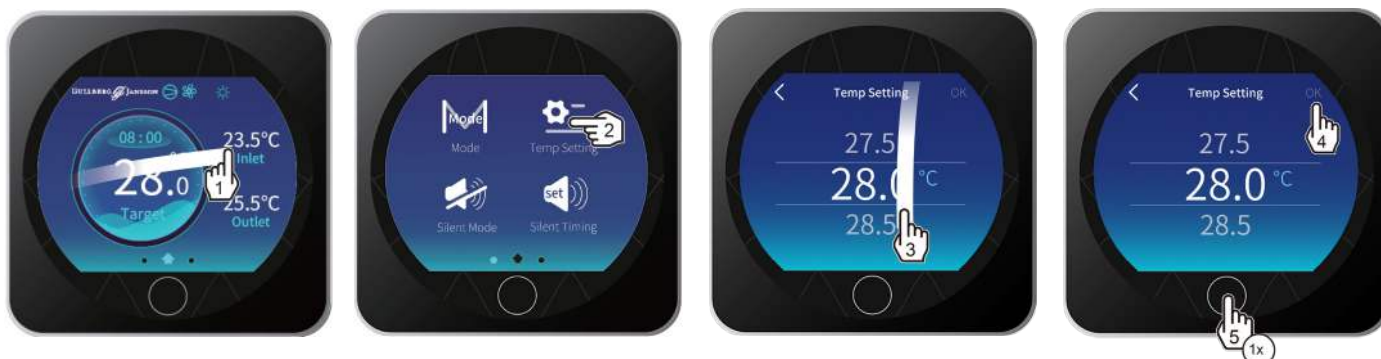 GULLBERG & JANSSON
08:00
28.0
Target
23.5°C
Inlet
25.5°C
Outlet
1
Mode
Mode
Temp Setting
2
set
Silent Mode
Silent Timing
Temp Setting
OK
27.5
28.0 °C
28.5
3
Temp Setting
OK
4
27.5
28.0 °C
28.5
5
1x